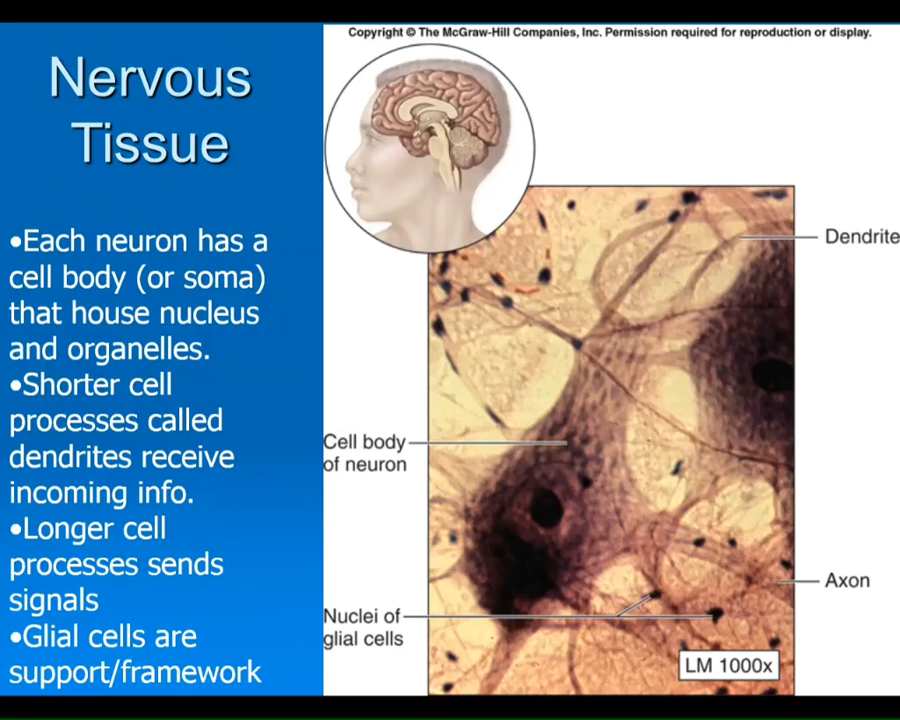 Copyright © The McGraw-Hill Companies, Inc. Permission required for reproduction or display.
Nervous
Tissue
•Each neuron has a
cell body (or soma)
that house nucleus
and organelles.
•Shorter cell
processes called
dendrites receive
incoming info.
•Longer cell
processes sends
signals
•Glial cells are
support/framework
Dendrite
Cell body
of neuron
Axon
Nuclei of
glial cells
LM 1000x